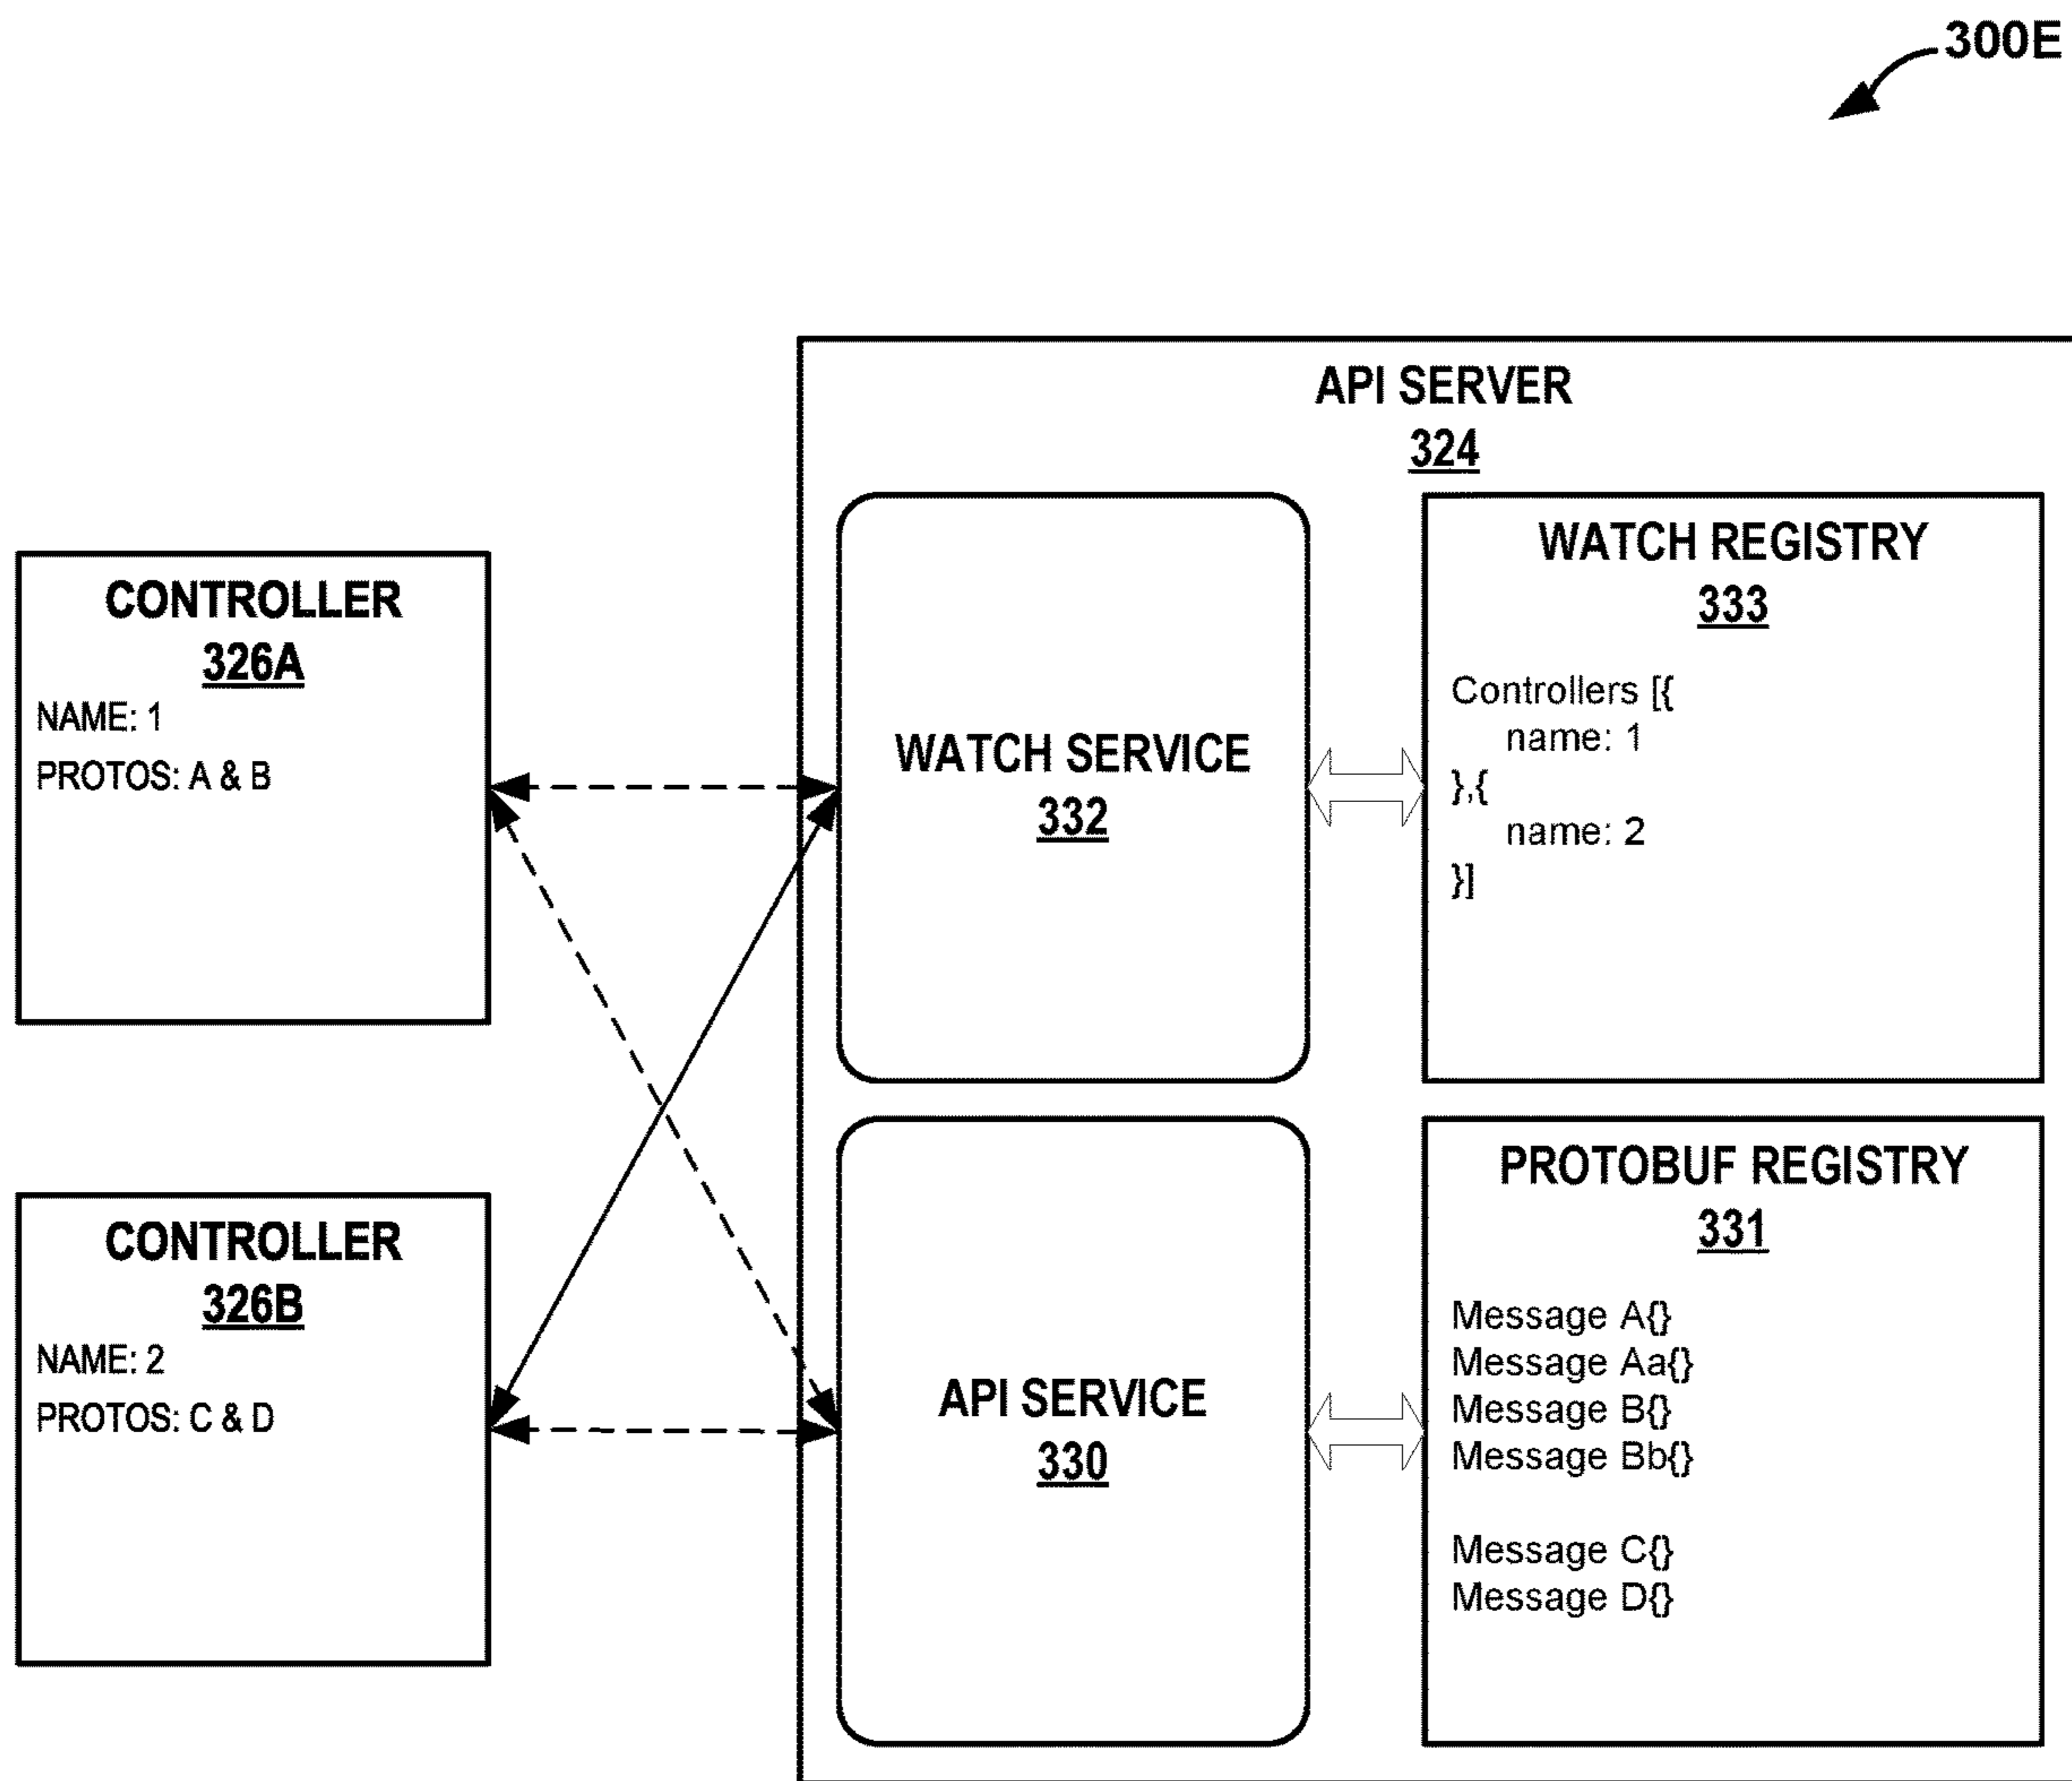 300E
API SERVER
324
CONTROLLER
326A
NAME: 1
PROTOS: A & B
CONTROLLER
326B
NAME: 2
PROTOS: C & D
WATCH SERVICE
332
WATCH REGISTRY
333
Controllers [{
name: 1
},{
name: 2
}]
API SERVICE
330
PROTOBUF REGISTRY
331
Message A{}
Message Aa{}
Message B{}
Message Bb{}
Message C{}
Message D{}